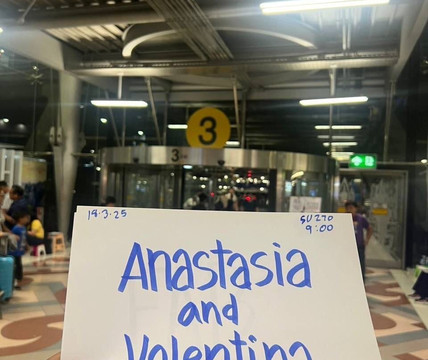 3
3
19.3.25
SU270
9:00
Anastasia
and
Valentina